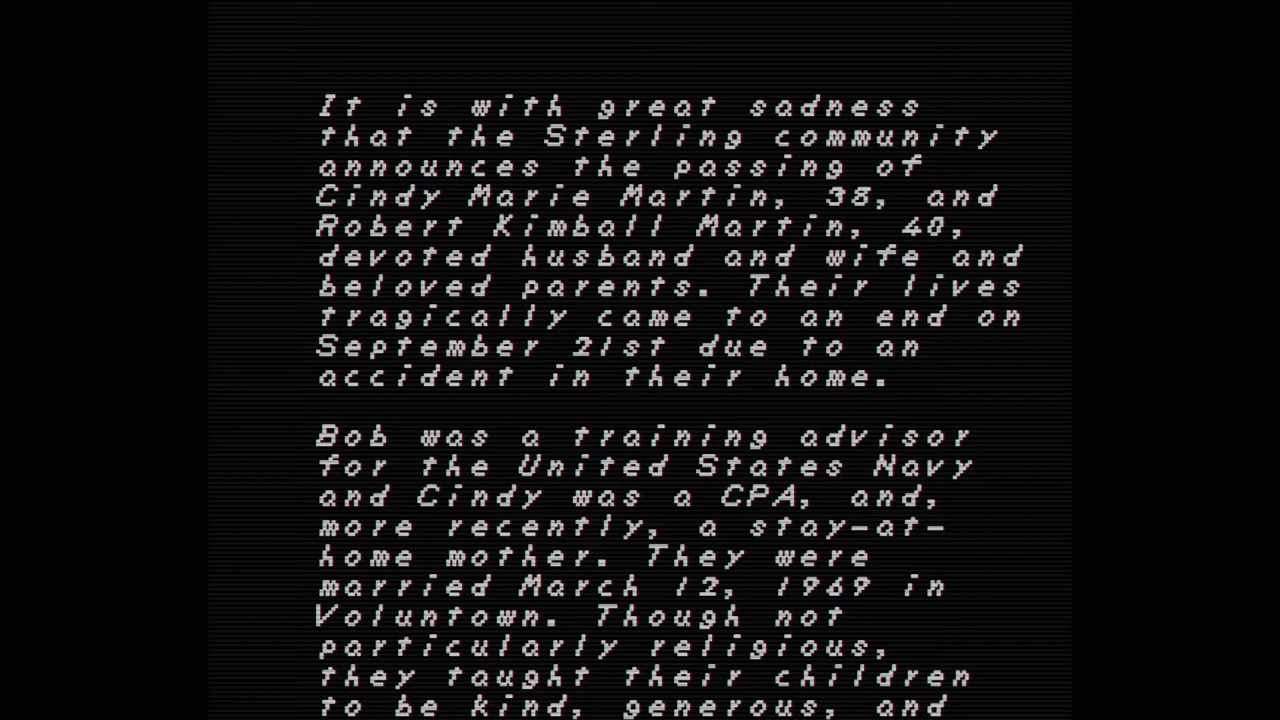 It is with great sadness
that the Sterling community
announces the passing of
Cindy Marie Martin, 38, and
Robert Kimball Martin, 40,
devoted husband and wife and
beloved parents. Their lives
tragically came to an end on
September 21st due to an
accident in their home.
Bob was a training advisor
for the United States Navy
and Cindy was a CPA, and,
more recently, a stay-at-
home mother. They were
married March 12, 1969 in
Voluntown. Though not
particularly religious,
they taught their children
to be kind, generous, and